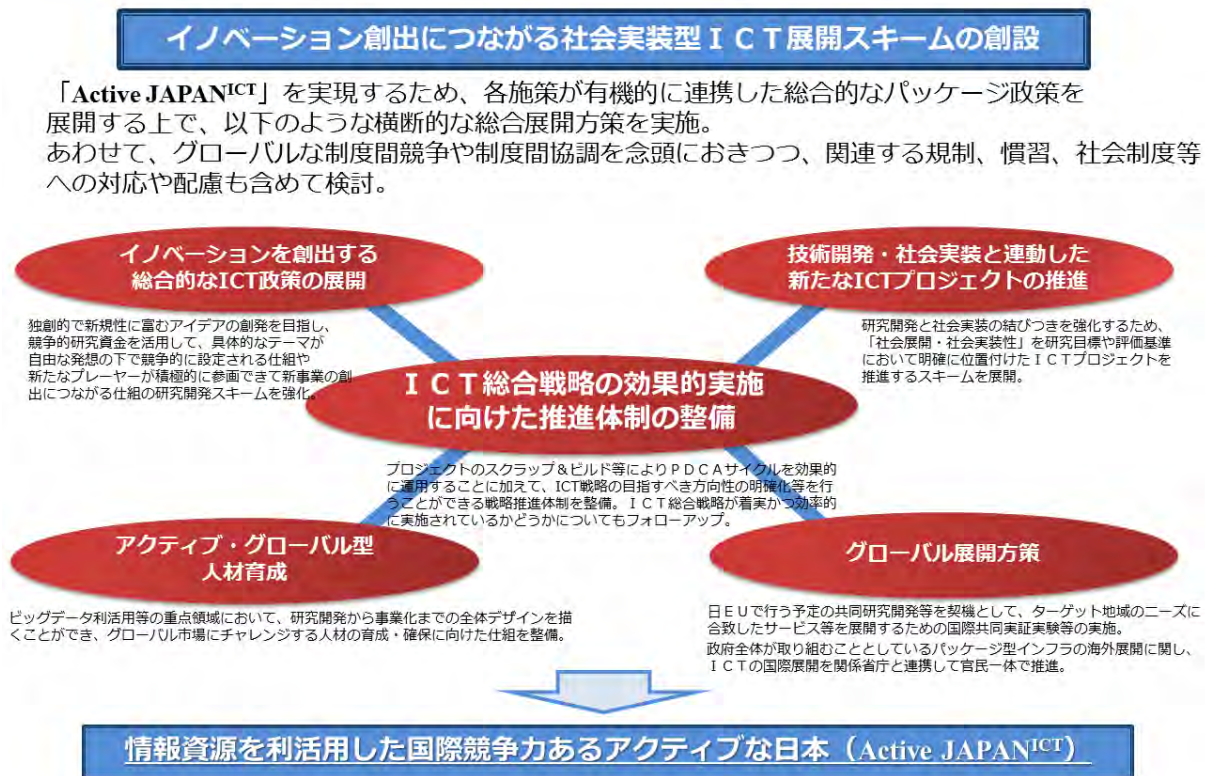 イノベーション創出につながる社会実装型ＩＣＴ展開スキームの創設
「Active JAPANᴵᶜᵀ」を実現するため、各施策が有機的に連携した総合的なパッケージ政策を
展開する上で、以下のような横断的な総合展開方策を実施。
あわせて、グローバルな制度間競争や制度間協調を念頭におきつつ、関連する規制、慣習、社会制度等
への対応や配慮も含めて検討。
イノベーションを創出する
総合的なICT政策の展開
独創的で新規性に富むアイデアの創発を目指し、
競争的研究資金を活用して、具体的なテーマが
自由な発想の下で競争的に設定される仕組や
新たなプレーヤーが積極的に参画できて新事業の創
出につながる仕組の研究開発スキームを強化。
技術開発・社会実装と連動した
新たなICTプロジェクトの推進
研究開発と社会実装の結びつきを強化するため、
「社会展開・社会実装性」を研究目標や評価基準
において明確に位置付けたＩＣＴプロジェクトを
推進するスキームを展開。
ＩＣＴ総合戦略の効果的実施
に向けた推進体制の整備
プロジェクトのスクラップ＆ビルド等によりＰＤＣＡサイクルを効果的
に運用することに加えて、ICT戦略の目指すべき方向性の明確化等を行
うことができる戦略推進体制を整備。ＩＣＴ総合戦略が着実かつ効率的
に実施されているかどうかについてもフォローアップ。
アクティブ・グローバル型
人材育成
ビッグデータ利活用等の重点領域において、研究開発から事業化までの全体デザインを描
くことができ、グローバル市場にチャレンジする人材の育成・確保に向けた仕組を整備。
グローバル展開方策
日ＥＵで行う予定の共同研究開発等を契機として、ターゲット地域のニーズに
合致したサービス等を展開するための国際共同実証実験等の実施。
政府全体が取り組むこととしているパッケージ型インフラの海外展開に関し、
ＩＣＴの国際展開を関係省庁と連携して官民一体で推進。
情報資源を利活用した国際競争力あるアクティブな日本（Active JAPANᴵᶜᵀ）